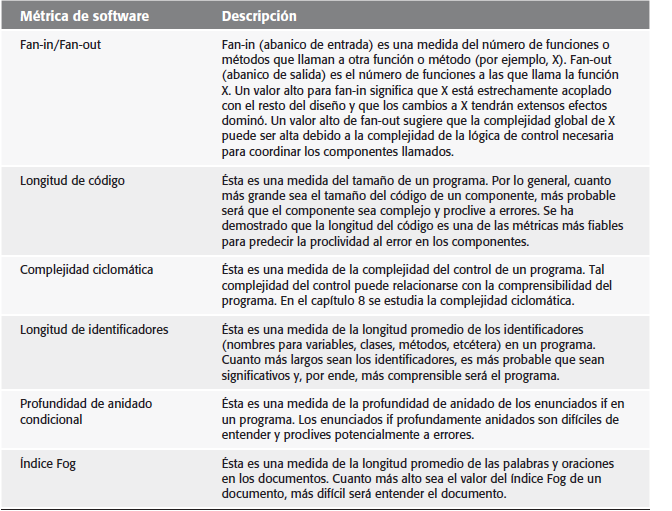 Métrica de software Descripción
Fan-in/Fan-out Fan-in (abanico de entrada) es una medida del número de funciones o
métodos que llaman a otra función o método (por ejemplo, X). Fan-out
(abanico de salida) es el número de funciones a las que llama la función
X. Un valor alto para fan-in significa que X está estrechamente acoplado
con el resto del diseño y que los cambios a X tendrán extensos efectos
dominó. Un valor alto de fan-out sugiere que la complejidad global de X
puede ser alta debido a la complejidad de la lógica de control necesaria
para coordinar los componentes llamados.
Longitud de código Ésta es una medida del tamaño de un programa. Por lo general, cuanto
más grande sea el tamaño del código de un componente, más probable
será que el componente sea complejo y proclive a errores. Se ha
demostrado que la longitud del código es una de las métricas más fiables
para predecir la proclividad al error en los componentes.
Complejidad ciclomática Ésta es una medida de la complejidad del control de un programa. Tal
complejidad del control puede relacionarse con la comprensibilidad del
programa. En el capítulo 8 se estudia la complejidad ciclomática.
Longitud de identificadores Ésta es una medida de la longitud promedio de los identificadores
(nombres para variables, clases, métodos, etcétera) en un programa.
Cuanto más largos sean los identificadores, es más probable que sean
significativos y, por ende, más comprensible será el programa.
Profundidad de anidado Ésta es una medida de la profundidad de anidado de los enunciados if en
condicional un programa. Los enunciados if profundamente anidados son difíciles de
entender y proclives potencialmente a errores.
Índice Fog Ésta es una medida de la longitud promedio de las palabras y oraciones
en los documentos. Cuanto más alto sea el valor del índice Fog de un
documento, más difícil será entender el documento.